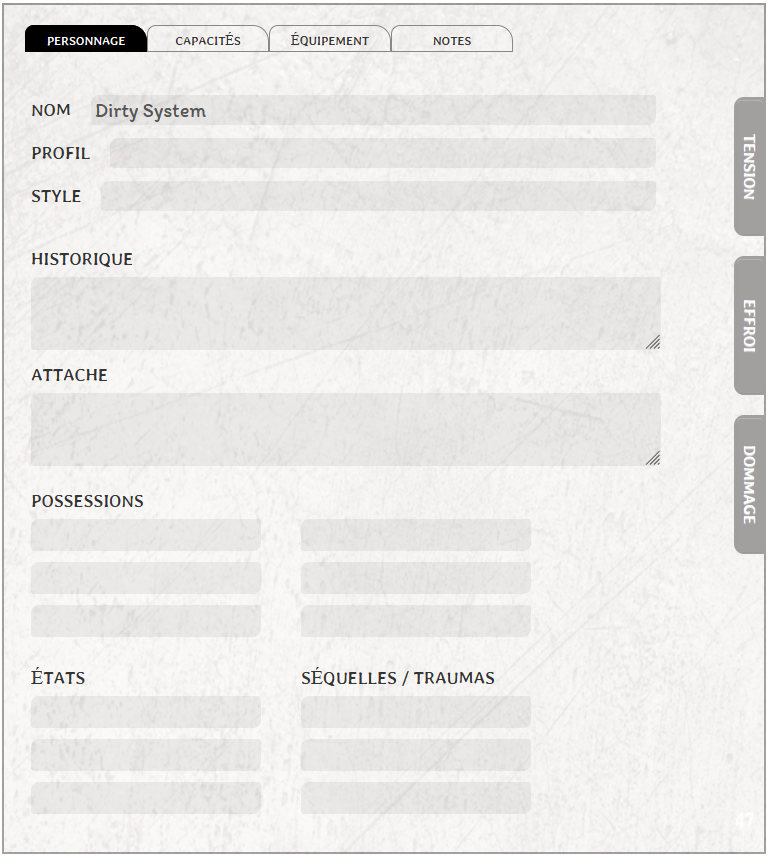 PERSONNAGE CAPACITÉS ÉQUIPEMENT NOTES
NOM Dirty System
PROFIL
STYLE
HISTORIQUE
ATTACHE
POSSESSIONS
ÉTATS SÉQUELLES / TRAUMAS
TENSION
EFFROI
DOMMAGE
47